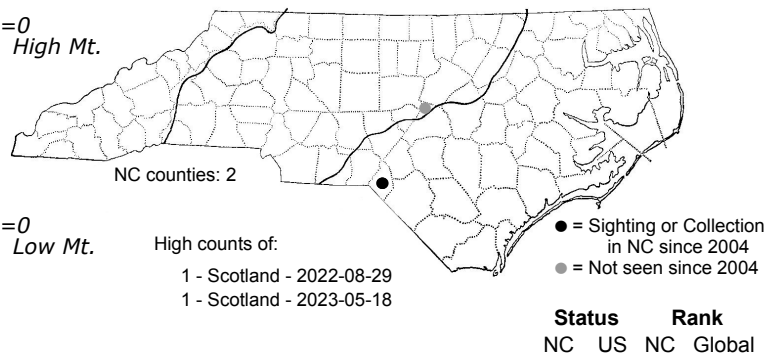 =0
High Mt.
NC counties: 2
=0
Low Mt.
High counts of:
1 - Scotland - 2022-08-29
1 - Scotland - 2023-05-18
● = Sighting or Collection
in NC since 2004
● = Not seen since 2004
Status Rank
NC US NC Global